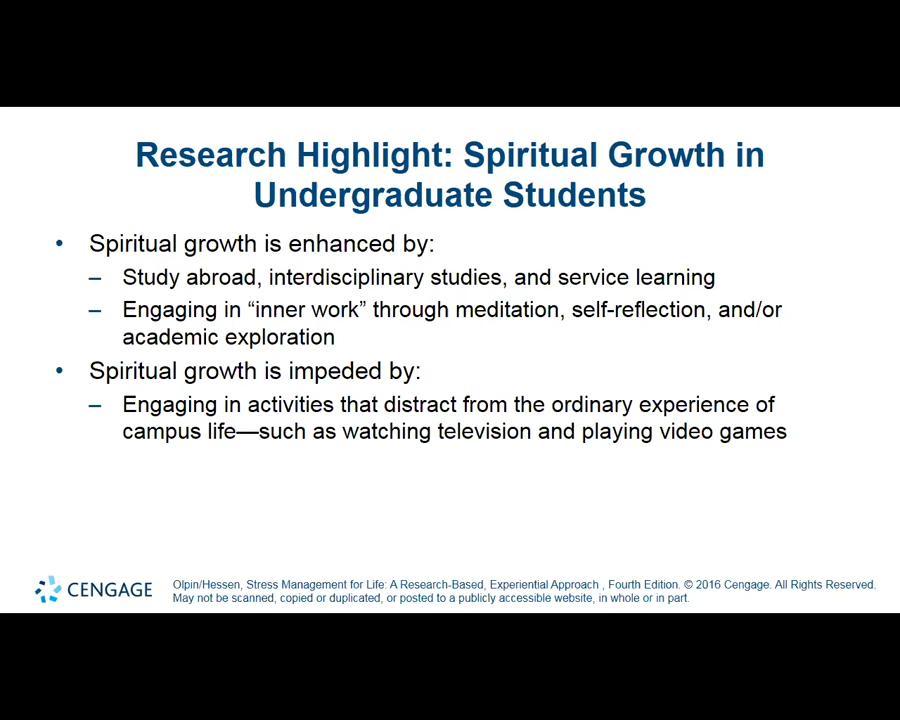 Research Highlight: Spiritual Growth in
Undergraduate Students
• Spiritual growth is enhanced by:
– Study abroad, interdisciplinary studies, and service learning
– Engaging in “inner work” through meditation, self-reflection, and/or
academic exploration
• Spiritual growth is impeded by:
– Engaging in activities that distract from the ordinary experience of
campus life—such as watching television and playing video games
CENGAGE
Olpin/Hessen, Stress Management for Life: A Research-Based, Experiential Approach , Fourth Edition. © 2016 Cengage. All Rights Reserved.
May not be scanned, copied or duplicated, or posted to a publicly accessible website, in whole or in part.